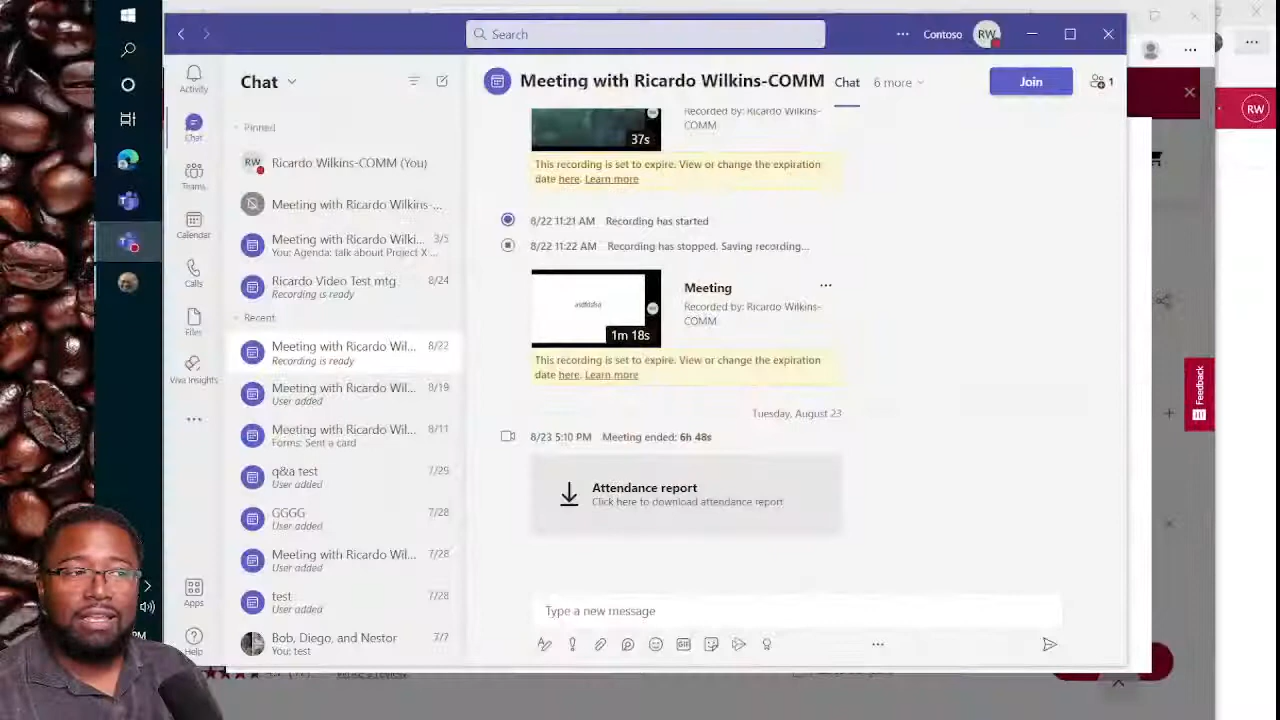 Search
Contoso
RW
Activity
Chat
Teams
Calendar
Calls
Files
Viva Insights
Apps
Help
PM
Chat
Pinned
RW
Ricardo Wilkins-COMM (You)
Meeting with Ricardo Wilkins-...
Meeting with Ricardo Wilki...
3/5
You: Agenda: talk about Project X ...
Ricardo Video Test mtg
8/24
Recording is ready
Recent
Meeting with Ricardo Wil...
8/22
Recording is ready
Meeting with Ricardo Wil...
8/19
User added
Meeting with Ricardo Wil...
8/11
Forms: Sent a card
q&a test
7/29
User added
GGGG
7/28
User added
Meeting with Ricardo Wil...
7/28
User added
test
7/28
User added
Bob, Diego, and Nestor
7/7
You: test
Meeting with Ricardo Wilkins-COMM
Chat
6 more
Join
1
37s
Recorded by: Ricardo Wilkins-
COMM
This recording is set to expire. View or change the expiration
date here. Learn more
8/22 11:21 AM Recording has started
8/22 11:22 AM Recording has stopped. Saving recording...
1m 18s
Meeting
Recorded by: Ricardo Wilkins-
COMM
This recording is set to expire. View or change the expiration
date here. Learn more
Tuesday, August 23
8/23 5:10 PM Meeting ended: 6h 48s
Attendance report
Click here to download attendance report
Type a new message
GIF
RW
Feedback